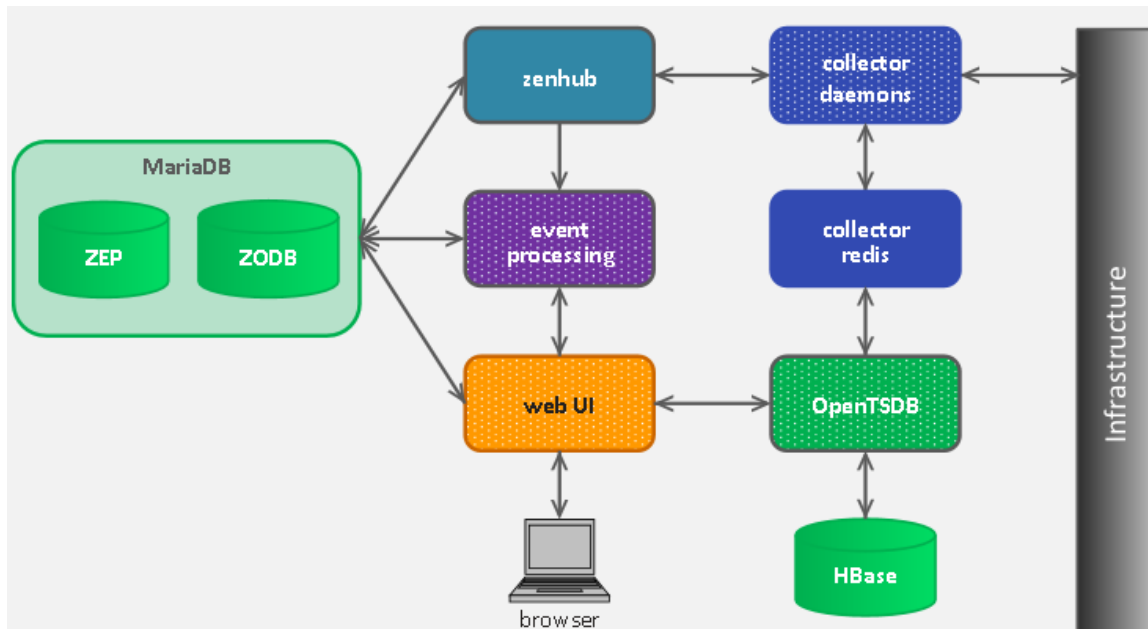 zenhub
collector
daemons
MariaDB
ZEP
ZODB
event
processing
collector
redis
web UI
OpenTSDB
HBase
browser
Infrastructure